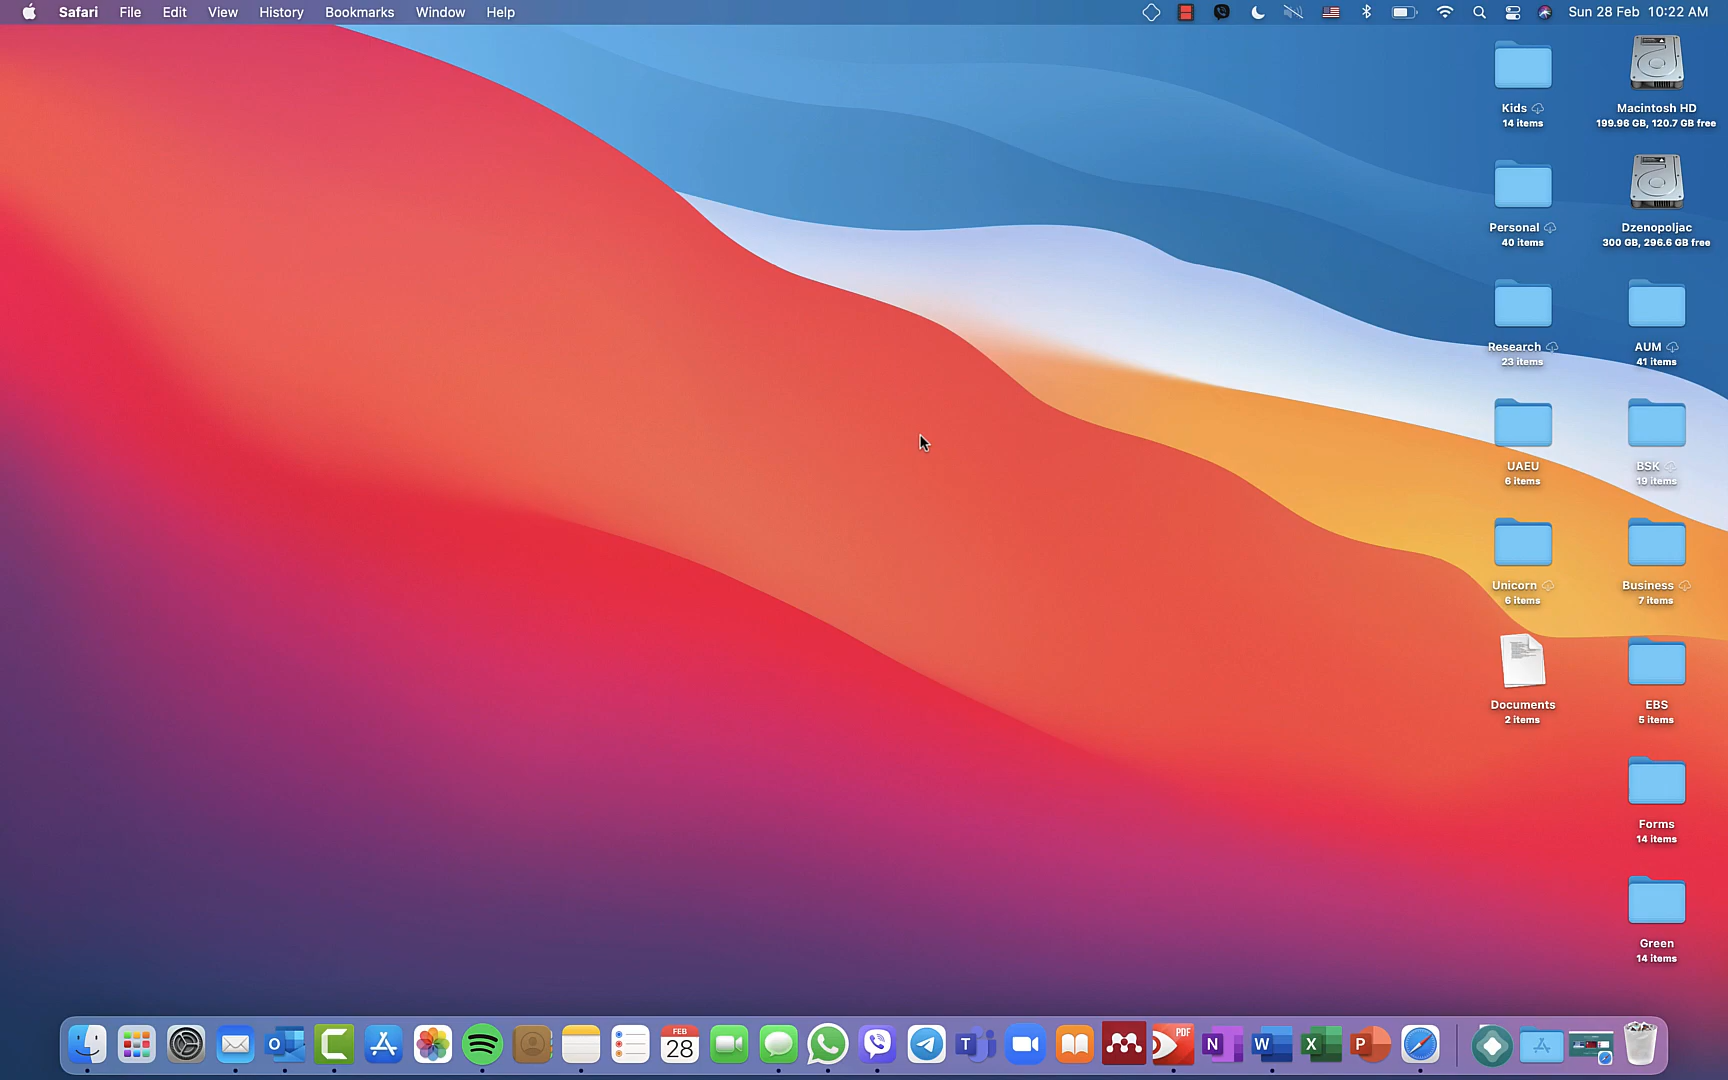 Safari File Edit View History Bookmarks Window Help Sun 28 Feb 10:22 AM
Kids
14 items
Macintosh HD
199.96 GB, 120.7 GB free
Personal
40 items
Dzenopoljac
300 GB, 296.6 GB free
Research
23 items
AUM
41 items
UAEU
6 items
BSK
19 items
Unicorn
6 items
Business
7 items
Documents
2 items
EBS
5 items
Forms
14 items
Green
14 items
FEB
28
PDF
O
T
N
W
X
P